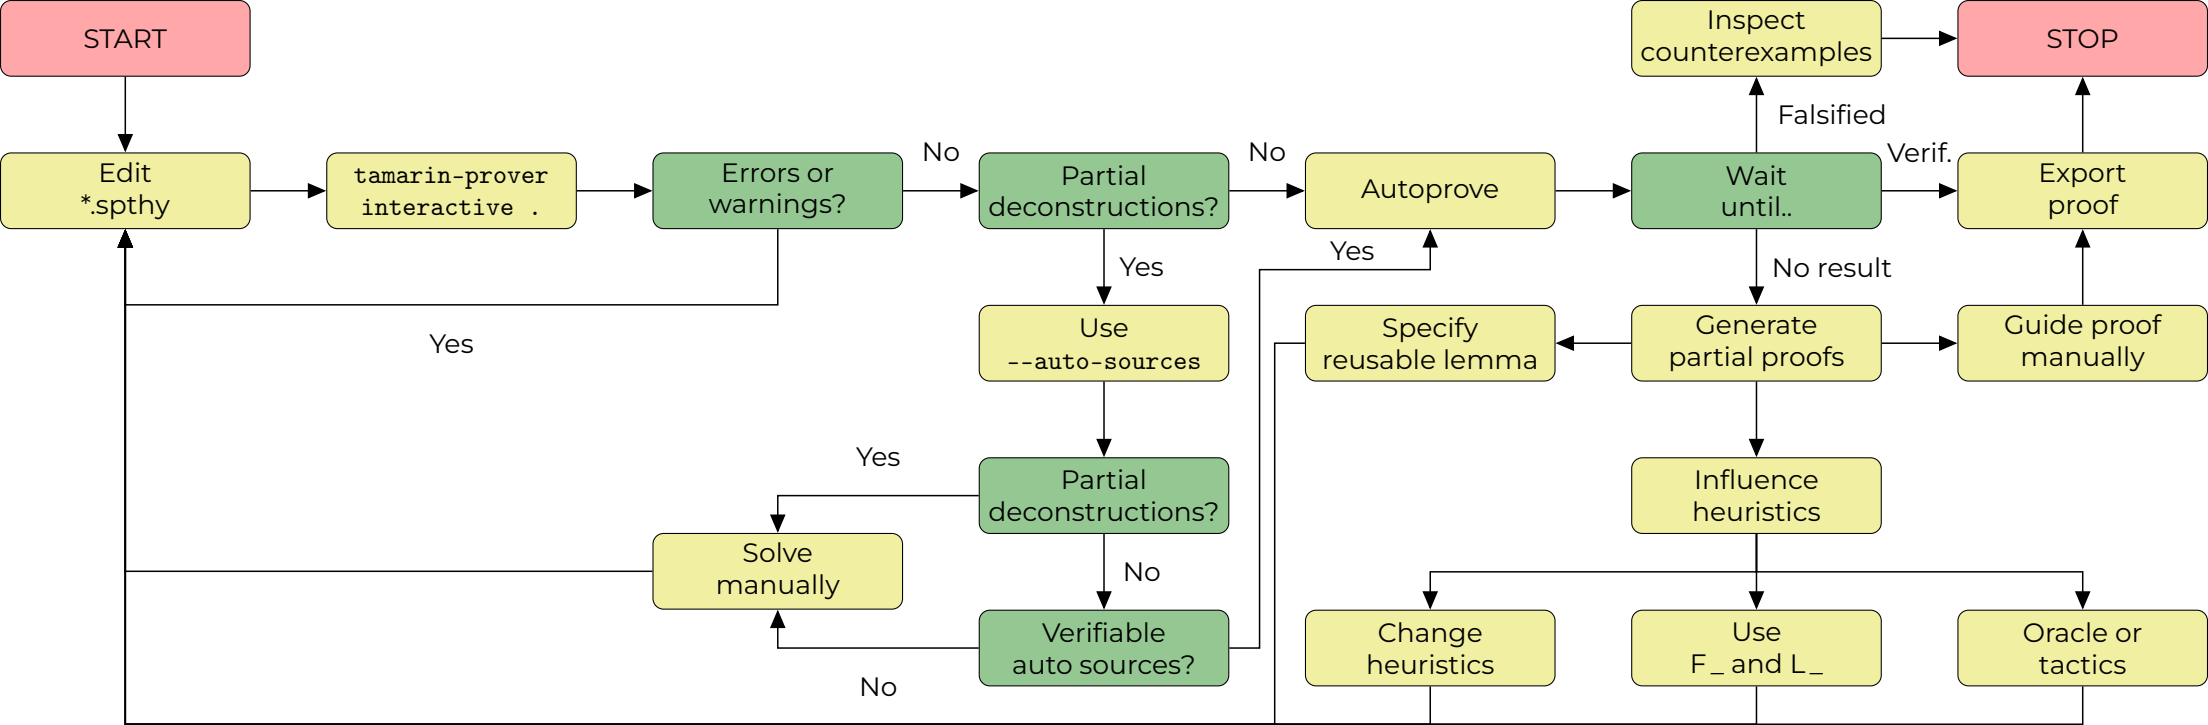 START
Inspect
counterexamples
STOP
Falsified
Edit
*.spthy
tamarin-prover
interactive .
Errors or
warnings?
No
Partial
deconstructions?
No
Autoprove
Wait
until..
Verif.
Export
proof
Yes
Yes
No result
Yes
Use
--auto-sources
Specify
reusable lemma
Generate
partial proofs
Guide proof
manually
Yes
Partial
deconstructions?
Influence
heuristics
Solve
manually
No
Verifiable
auto sources?
No
Change
heuristics
Use
F_ and L_
Oracle or
tactics